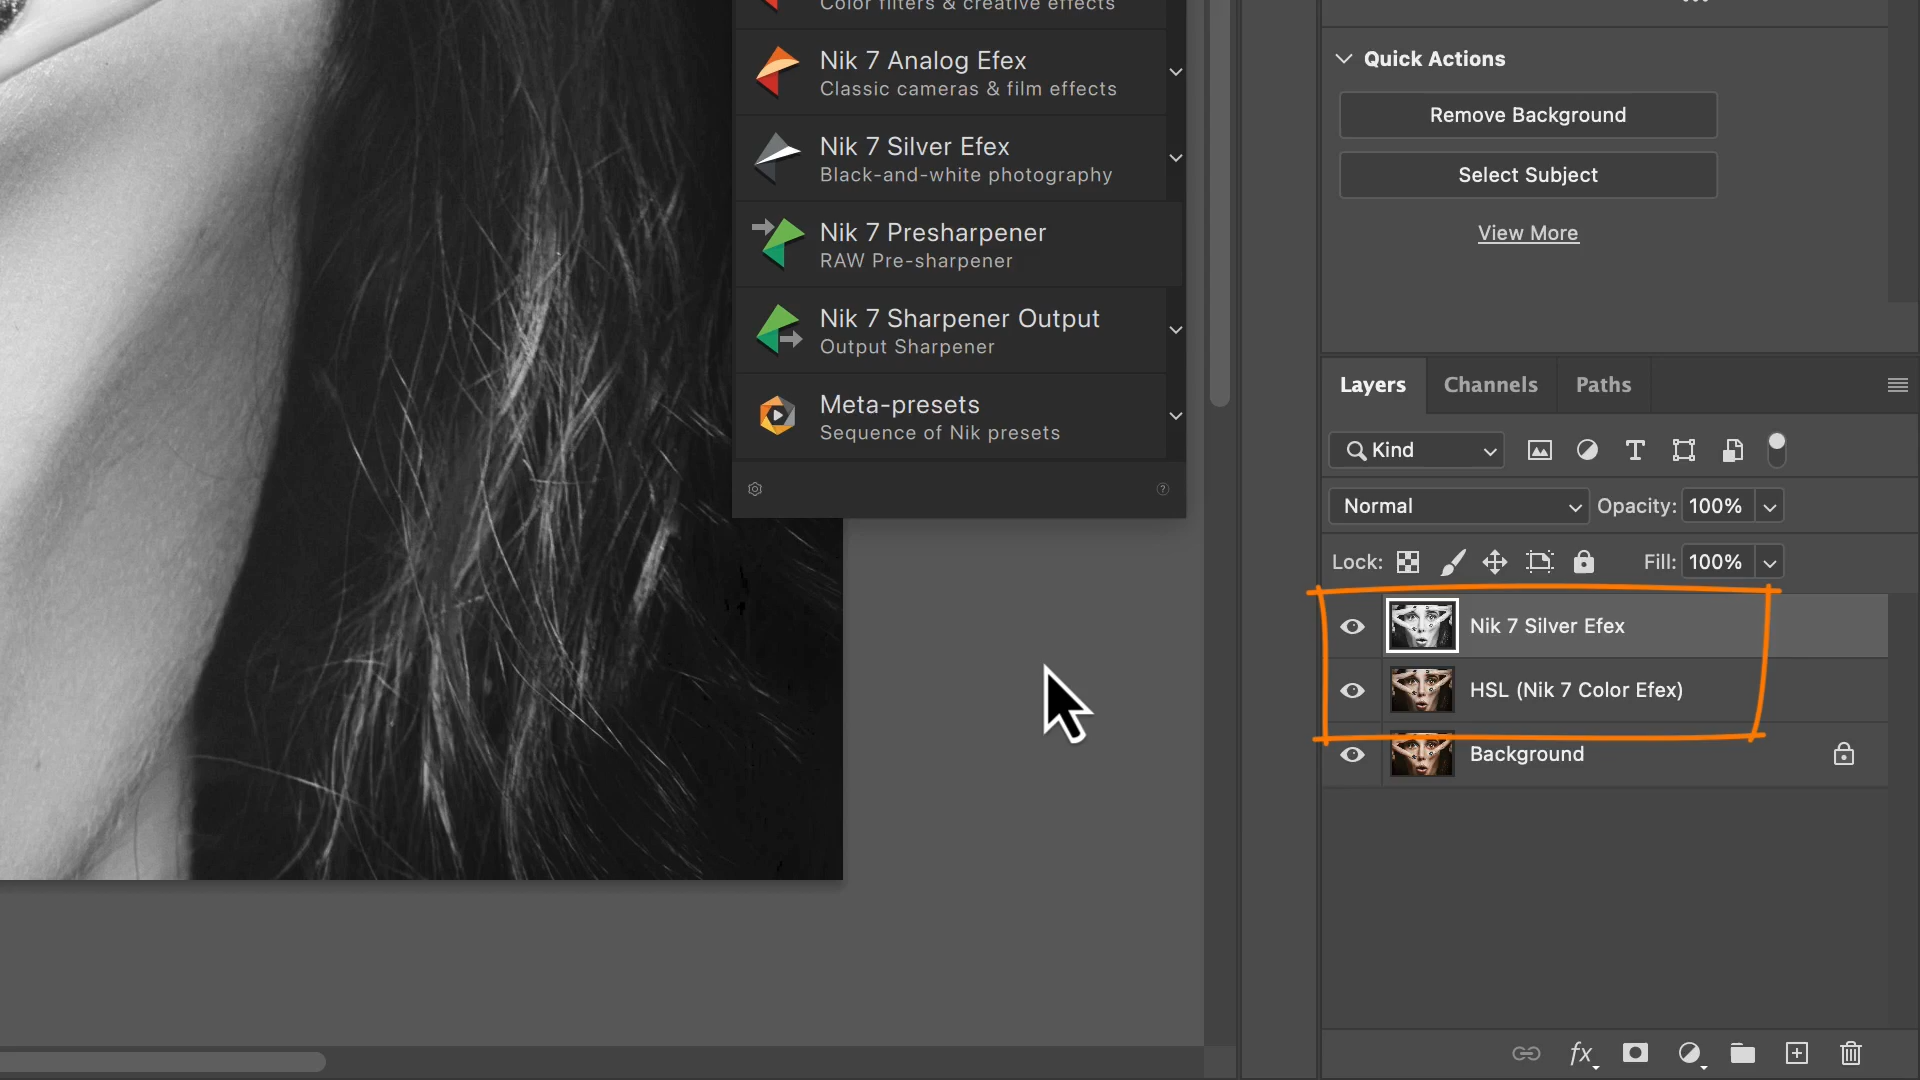 Color filters & creative effects
Nik 7 Analog Efex
Classic cameras & film effects
Nik 7 Silver Efex
Black-and-white photography
Nik 7 Presharpener
RAW Pre-sharpener
Nik 7 Sharpener Output
Output Sharpener
Meta-presets
Sequence of Nik presets
?
Quick Actions
Remove Background
Select Subject
View More
Layers
Channels
Paths
Kind
T
Normal
Opacity: 100%
Lock:
Fill: 100%
Nik 7 Silver Efex
HSL (Nik 7 Color Efex)
Background
fx